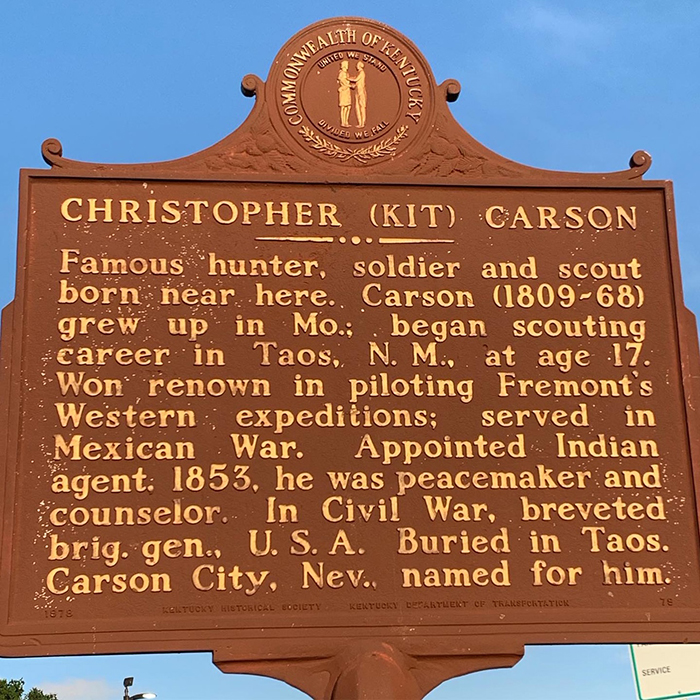 COMMONWEALTH OF KENTUCKY
UNITED WE STAND
DIVIDED WE FALL
CHRISTOPHER (KIT) CARSON
Famous hunter, soldier and scout
born near here. Carson (1809-68)
grew up in Mo.; began scouting
career in Taos, N. M., at age 17.
Won renown in piloting Fremont's
Western expeditions; served in
Mexican War. Appointed Indian
agent, 1853, he was peacemaker and
counselor. In Civil War, breveted
brig. gen., U. S. A. Buried in Taos.
Carson City, Nev., named for him.
1578 KENTUCKY HISTORICAL SOCIETY KENTUCKY DEPARTMENT OF TRANSPORTATION 75
SERVICE